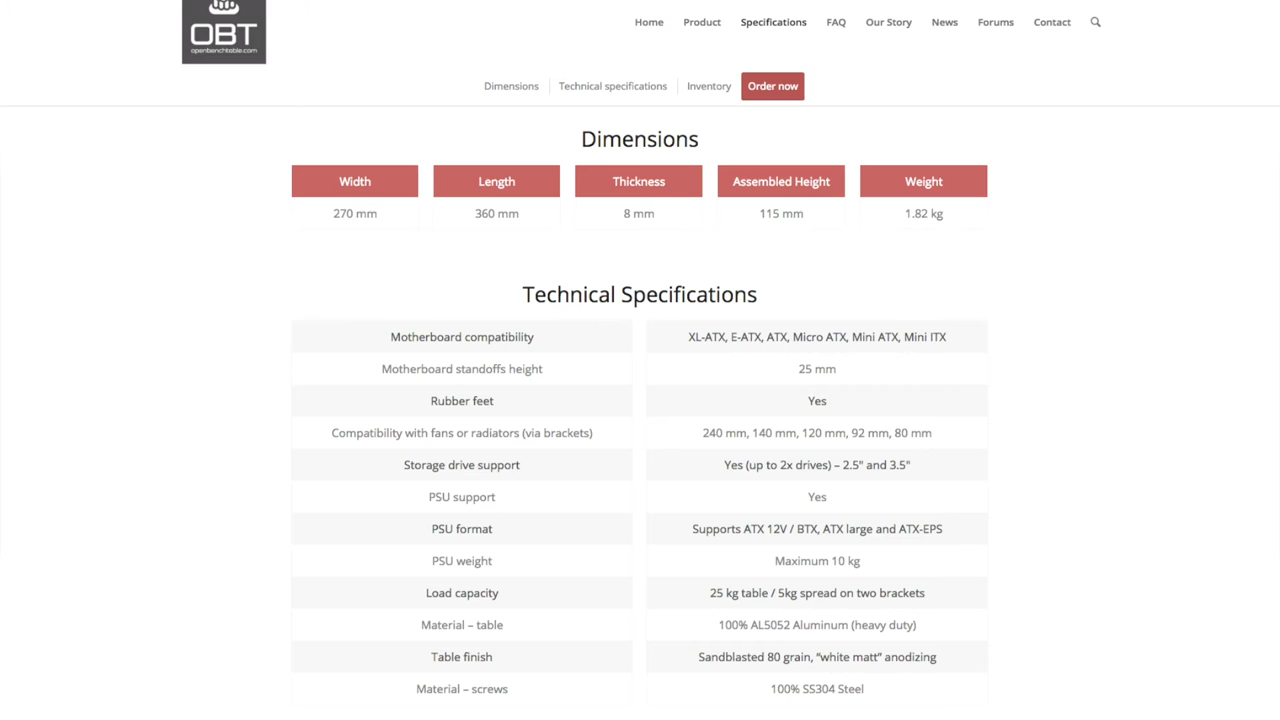 OBT
openbenchtable.com
Home Product Specifications FAQ Our Story News Forums Contact
Dimensions Technical specifications Inventory Order now
Dimensions
Width Length Thickness Assembled Height Weight
270 mm 360 mm 8 mm 115 mm 1.82 kg
Technical Specifications
Motherboard compatibility XL-ATX, E-ATX, ATX, Micro ATX, Mini ATX, Mini ITX
Motherboard standoffs height 25 mm
Rubber feet Yes
Compatibility with fans or radiators (via brackets) 240 mm, 140 mm, 120 mm, 92 mm, 80 mm
Storage drive support Yes (up to 2x drives) – 2.5" and 3.5"
PSU support Yes
PSU format Supports ATX 12V / BTX, ATX large and ATX-EPS
PSU weight Maximum 10 kg
Load capacity 25 kg table / 5kg spread on two brackets
Material – table 100% AL5052 Aluminum (heavy duty)
Table finish Sandblasted 80 grain, “white matt” anodizing
Material – screws 100% SS304 Steel